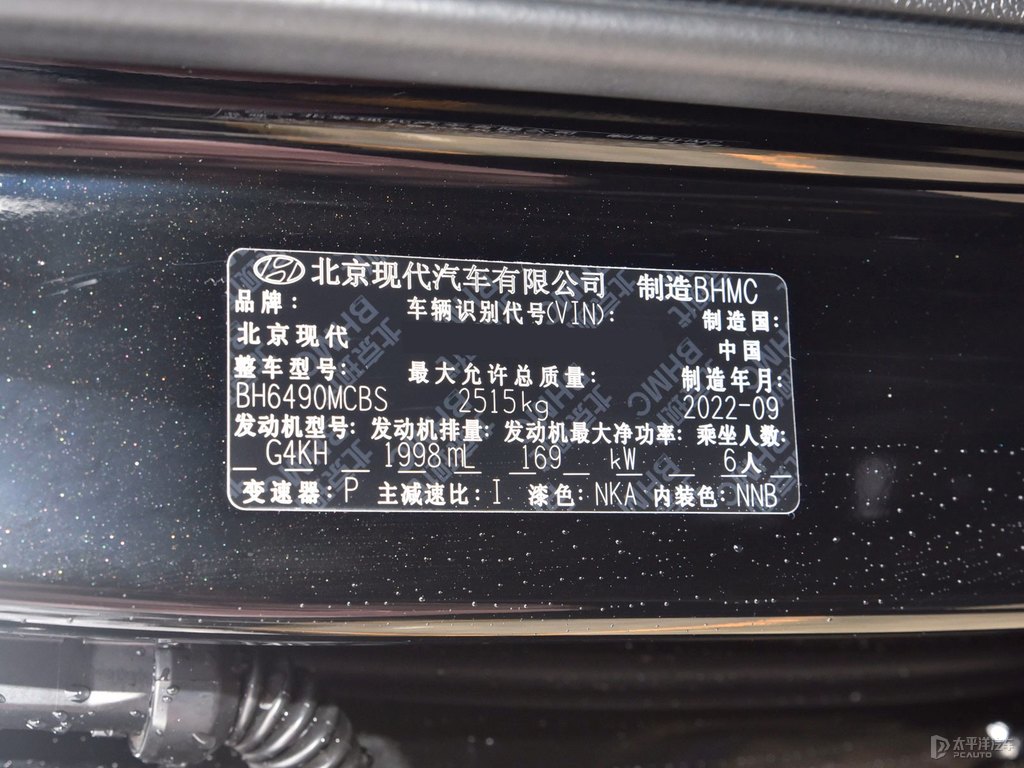 北京现代汽车有限公司 制造BHMC
品牌: 车辆识别代号(VIN): 制造国:
北京现代 中国
整车型号: 最大允许总质量: 制造年月:
BH6490MCBS 2515kg 2022-09
发动机型号: 发动机排量: 发动机最大净功率: 乘坐人数:
G4KH 1998mL 169 kW 6人
变速器: P 主减速比: I 漆色: NKA 内装色: NNB
太平洋汽车
PCAUTO